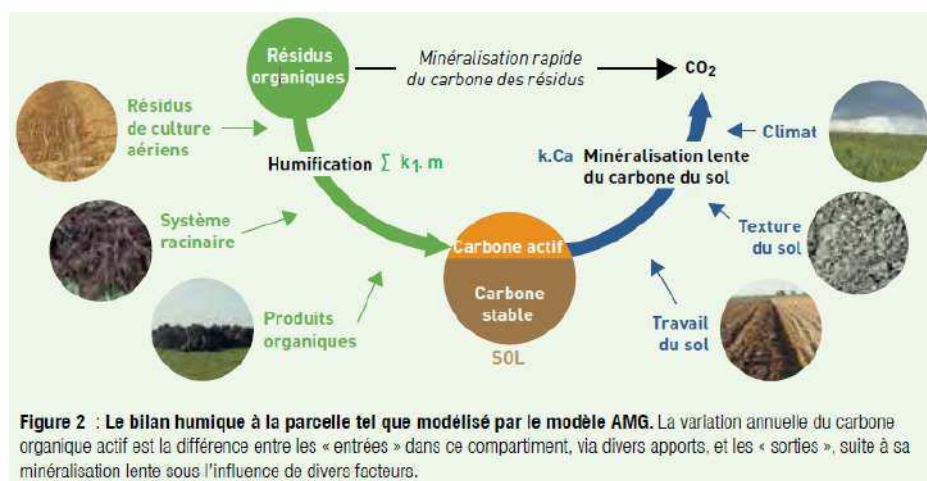 Résidus
organiques
Minéralisation rapide
du carbone des résidus
CO2
Résidus
de culture
aériens
Climat
Humification ∑ k1. m
k.Ca Minéralisation lente
du carbone du sol
Système
racinaire
Texture
du sol
Carbone actif
Carbone
stable
Produits
organiques
Travail
du sol
SOL
Figure 2 : Le bilan humique à la parcelle tel que modélisé par le modèle AMG. La variation annuelle du carbone
organique actif est la différence entre les « entrées » dans ce compartiment, via divers apports, et les « sorties », suite à sa
minéralisation lente sous l'influence de divers facteurs.